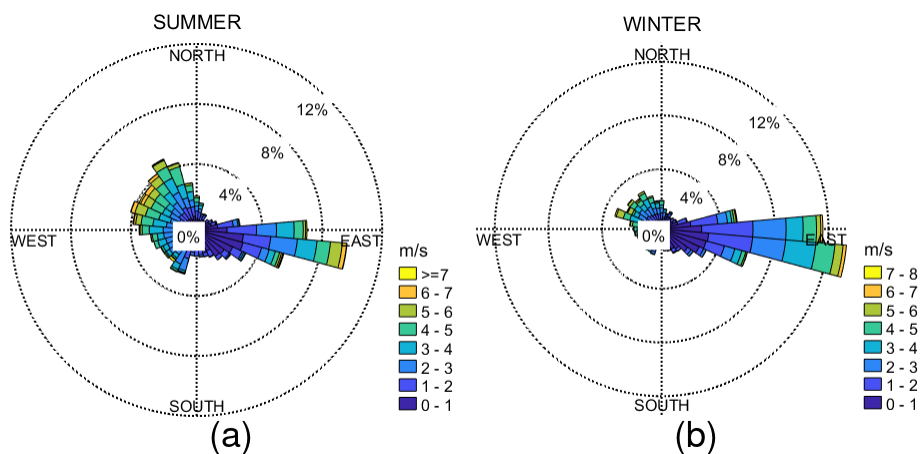 SUMMER
NORTH
12%
8%
4%
0%
WEST
EAST
SOUTH
m/s
>=7
6 - 7
5 - 6
4 - 5
3 - 4
2 - 3
1 - 2
0 - 1
(a)
WINTER
NORTH
12%
8%
4%
0%
WEST
EAST
SOUTH
m/s
7 - 8
6 - 7
5 - 6
4 - 5
3 - 4
2 - 3
1 - 2
0 - 1
(b)